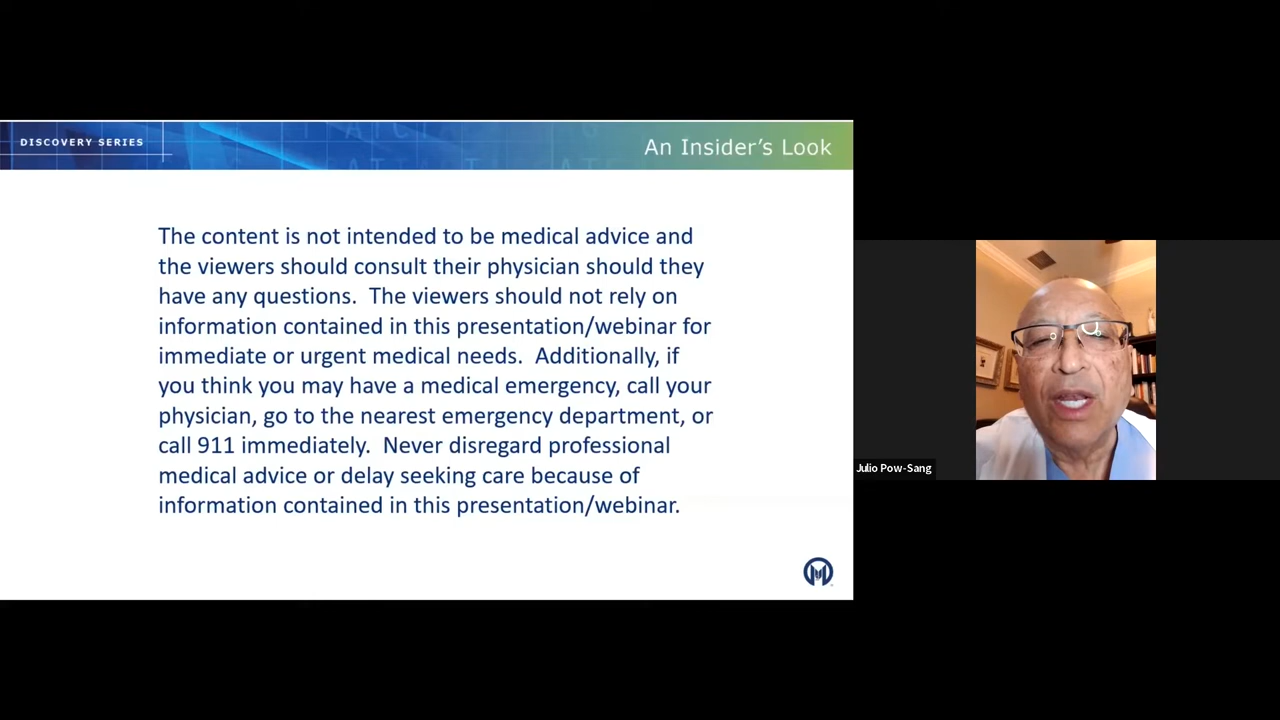 DISCOVERY SERIES
An Insider's Look
The content is not intended to be medical advice and
the viewers should consult their physician should they
have any questions.  The viewers should not rely on
information contained in this presentation/webinar for
immediate or urgent medical needs.  Additionally, if
you think you may have a medical emergency, call your
physician, go to the nearest emergency department, or
call 911 immediately.  Never disregard professional
medical advice or delay seeking care because of
information contained in this presentation/webinar.
Julio Pow-Sang